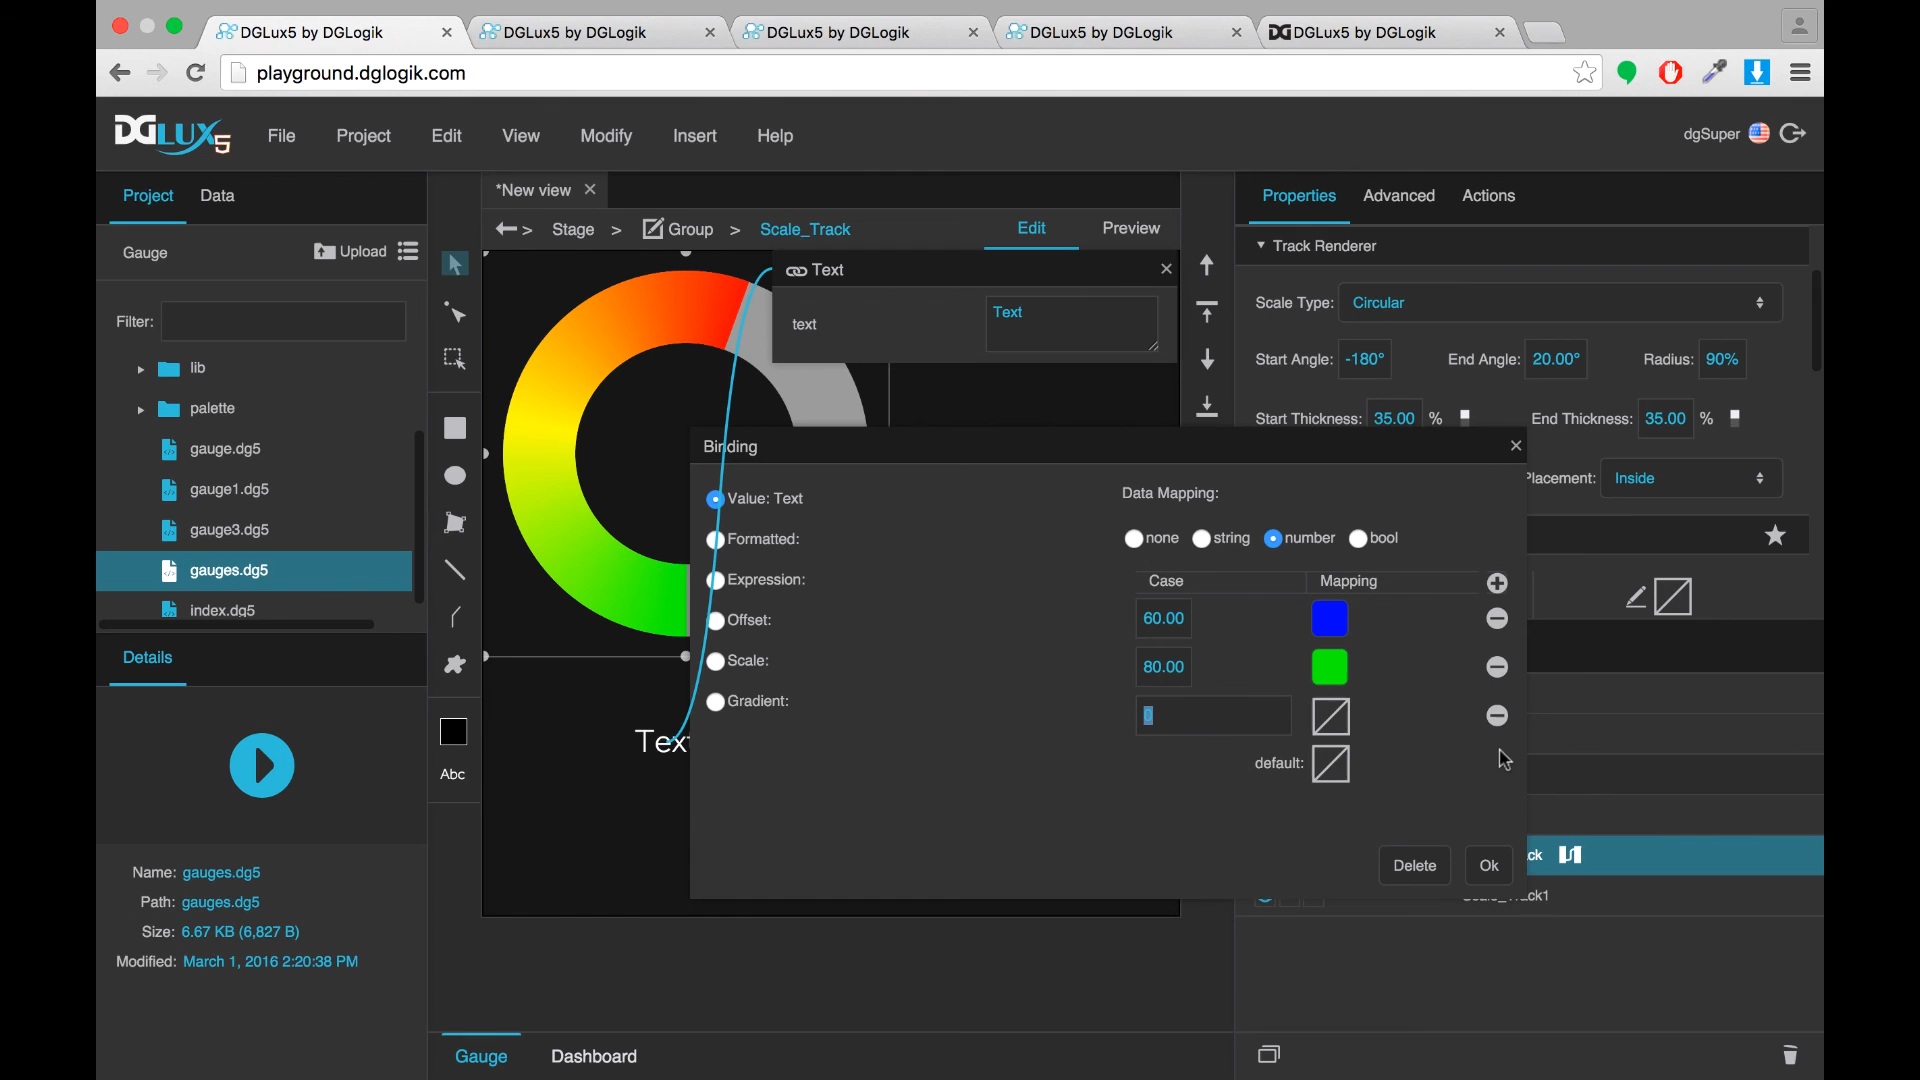 DGLux5 by DGLogik
DGLux5 by DGLogik
DGLux5 by DGLogik
DGLux5 by DGLogik
DG DGLux5 by DGLogik
playground.dglogik.com
DGLUX5
File Project Edit View Modify Insert Help
dgSuper
Project Data
*New view
Properties Advanced Actions
Gauge Upload
Stage > Group > Scale_Track
Edit Preview
Track Renderer
Filter:
Text
text Text
Scale Type: Circular
Start Angle: -180° End Angle: 20.00° Radius: 90%
Start Thickness: 35.00 % End Thickness: 35.00 %
lib
palette
gauge.dg5
gauge1.dg5
gauge3.dg5
gauges.dg5
index.dg5
Binding
Value: Text
Formatted:
Expression:
Offset:
Scale:
Gradient:
Data Mapping:
none string number bool
Case Mapping
60.00
80.00
0
default:
Delete Ok
Placement: Inside
Details
Abc
Text
ck
Scale_Track1
Name: gauges.dg5
Path: gauges.dg5
Size: 6.67 KB (6,827 B)
Modified: March 1, 2016 2:20:38 PM
Gauge Dashboard